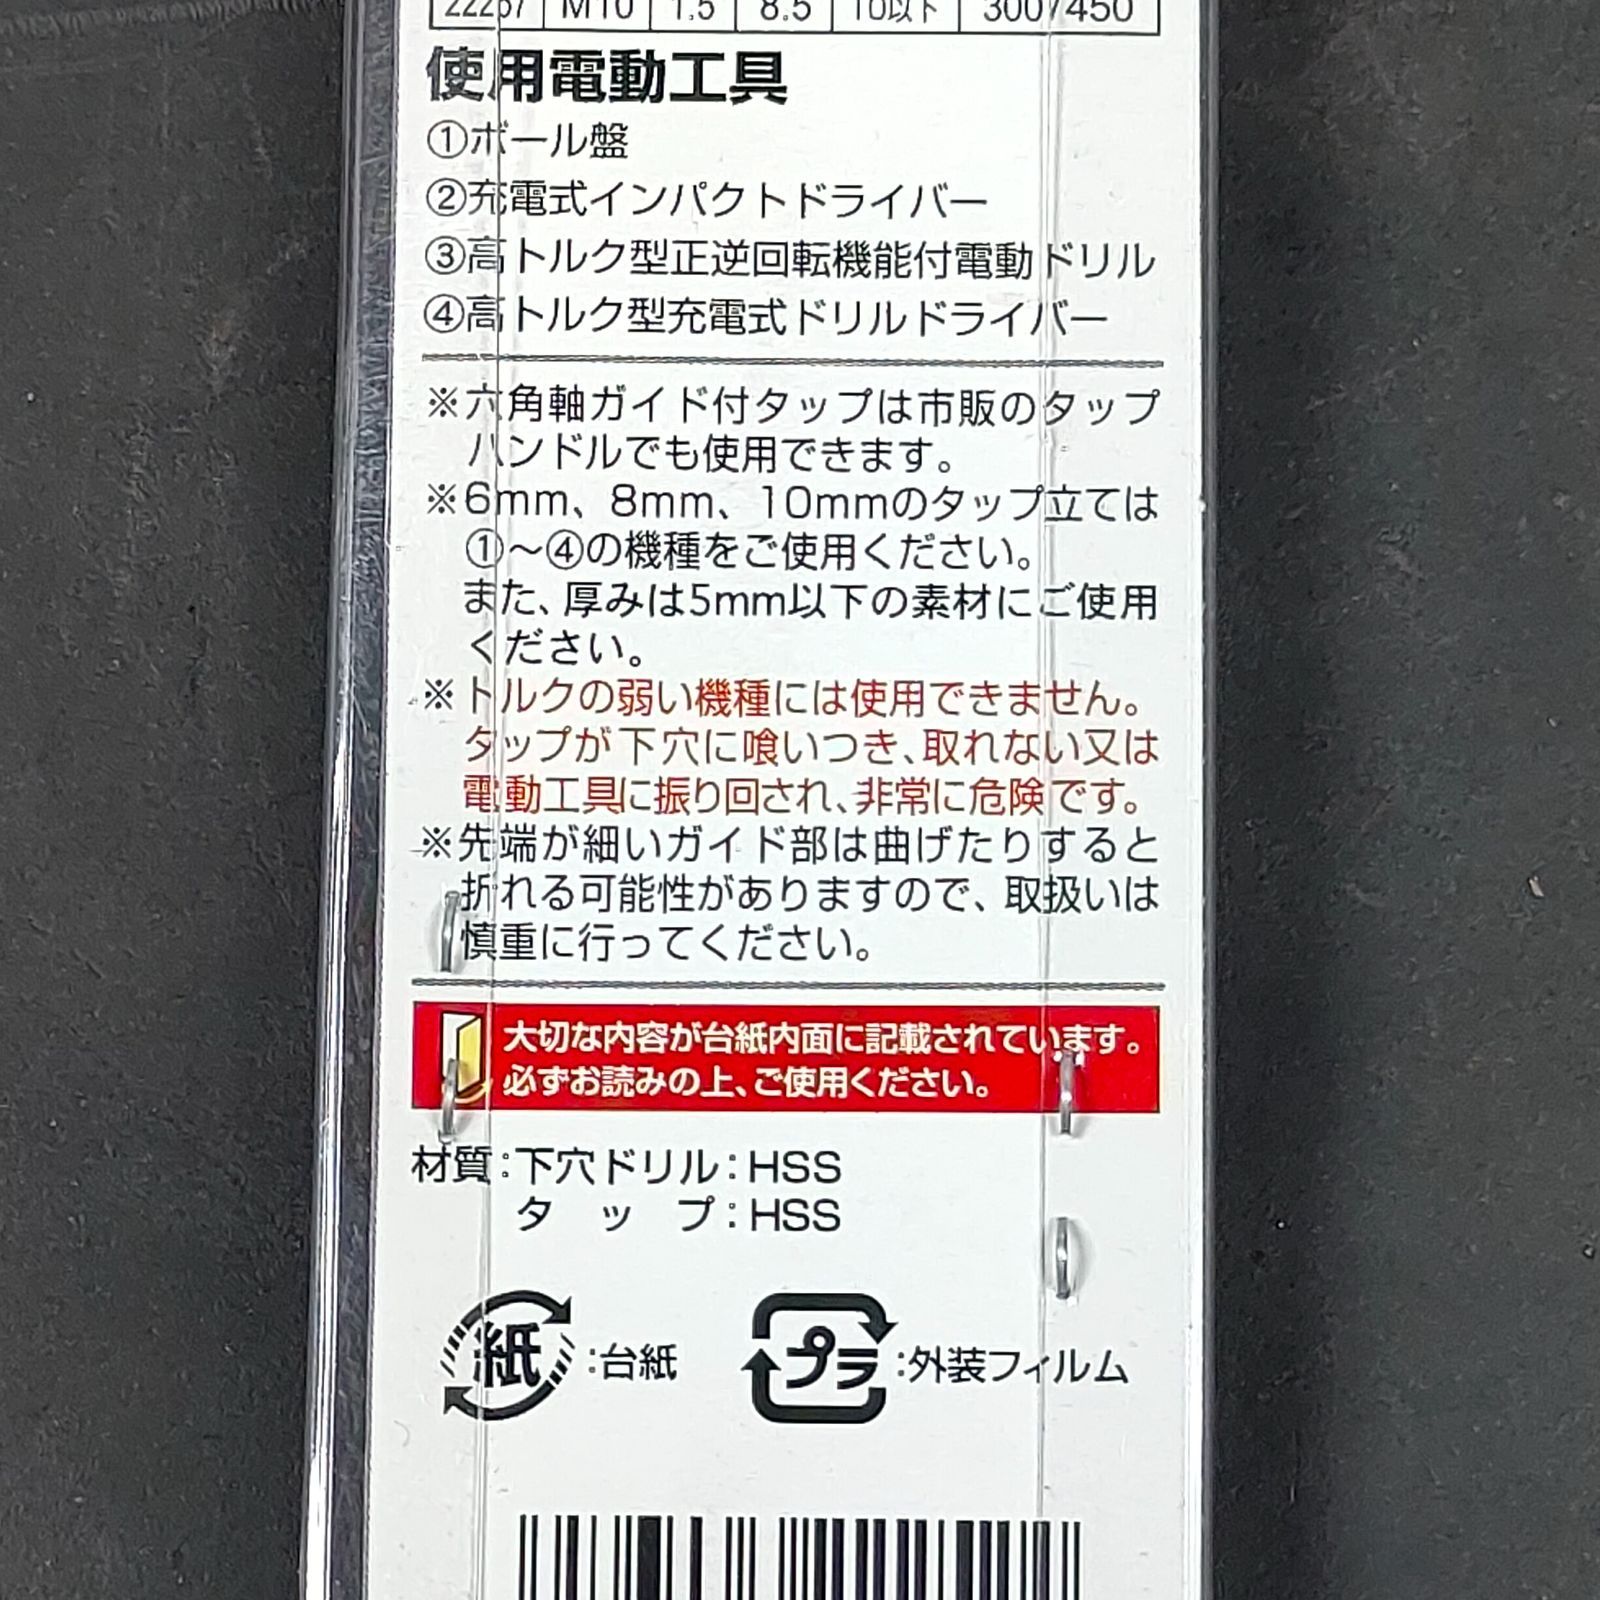 22267 M10 1.5 8.5 10以下 300/450
使用電動工具
①ボール盤
②充電式インパクトドライバー
③高トルク型正逆回転機能付電動ドリル
④高トルク型充電式ドリルドライバー
※六角軸ガイド付タップは市販のタップ
ハンドルでも使用できます。
※6mm、8mm、10mmのタップ立ては
①～④の機種をご使用ください。
また、厚みは5mm以下の素材にご使用
ください。
※トルクの弱い機種には使用できません。
タップが下穴に喰いつき、取れない又は
電動工具に振り回され、非常に危険です。
※先端が細いガイド部は曲げたりすると
折れる可能性がありますので、取扱いは
慎重に行ってください。
大切な内容が台紙内面に記載されています。
必ずお読みの上、ご使用ください。
材質：下穴ドリル：HSS
タップ：HSS
紙：台紙 プラ：外装フィルム